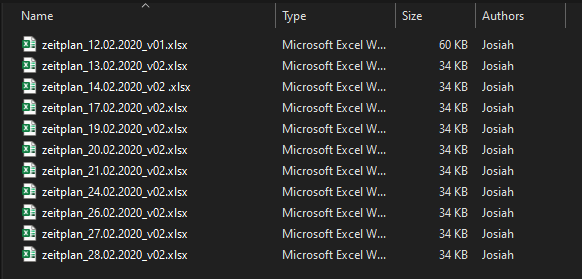 Name Type Size Authors
zeitplan_12.02.2020_v01.xlsx Microsoft Excel W... 60 KB Josiah
zeitplan_13.02.2020_v02.xlsx Microsoft Excel W... 34 KB Josiah
zeitplan_14.02.2020_v02 .xlsx Microsoft Excel W... 34 KB Josiah
zeitplan_17.02.2020_v02.xlsx Microsoft Excel W... 34 KB Josiah
zeitplan_19.02.2020_v02.xlsx Microsoft Excel W... 34 KB Josiah
zeitplan_20.02.2020_v02.xlsx Microsoft Excel W... 34 KB Josiah
zeitplan_21.02.2020_v02.xlsx Microsoft Excel W... 34 KB Josiah
zeitplan_24.02.2020_v02.xlsx Microsoft Excel W... 34 KB Josiah
zeitplan_26.02.2020_v02.xlsx Microsoft Excel W... 34 KB Josiah
zeitplan_27.02.2020_v02.xlsx Microsoft Excel W... 34 KB Josiah
zeitplan_28.02.2020_v02.xlsx Microsoft Excel W... 34 KB Josiah